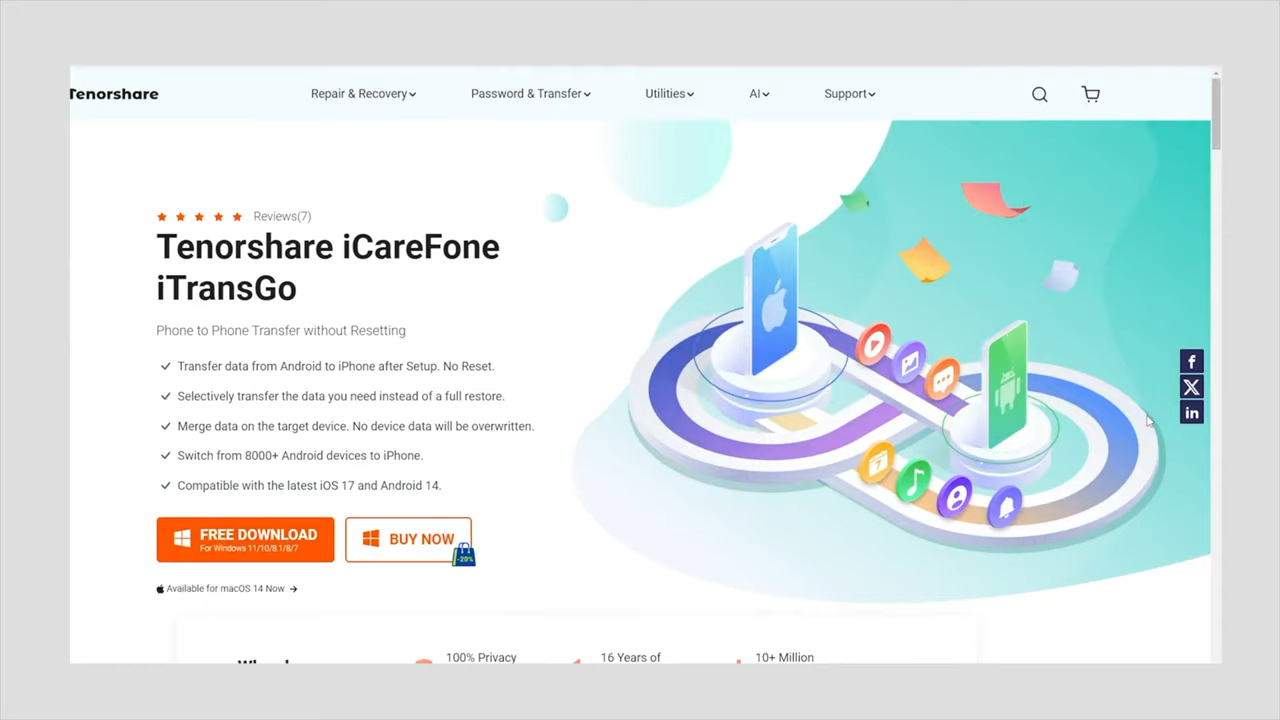 Tenorshare
Repair & Recovery
Password & Transfer
Utilities
AI
Support
Reviews(7)
Tenorshare iCareFone
iTransGo
Phone to Phone Transfer without Resetting
Transfer data from Android to iPhone after Setup. No Reset.
Selectively transfer the data you need instead of a full restore.
Merge data on the target device. No device data will be overwritten.
Switch from 8000+ Android devices to iPhone.
Compatible with the latest iOS 17 and Android 14.
FREE DOWNLOAD
For Windows 11/10/8.1/8/7
BUY NOW
-20%
Available for macOS 14 Now
7
f
X
in
100% Privacy
16 Years of
10+ Million